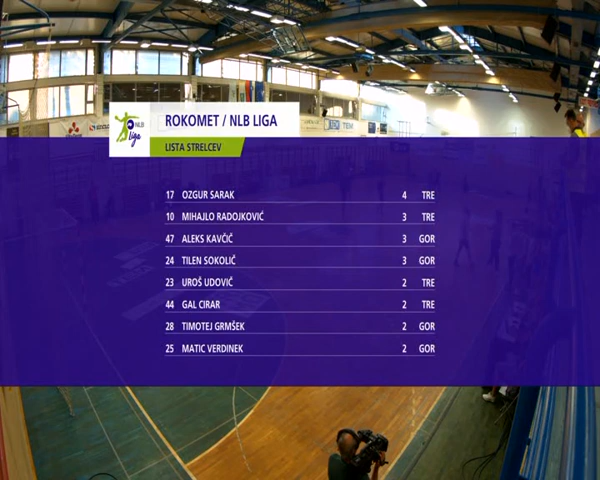 NLB
liga
ROKOMET / NLB LIGA
LISTA STRELCEV
17 OZGUR SARAK 4 TRE
10 MIHAJLO RADOJKOVIĆ 3 TRE
47 ALEKS KAVČIČ 3 GOR
24 TILEN SOKOLIČ 3 GOR
23 UROŠ UDOVIČ 2 TRE
44 GAL CIRAR 2 TRE
28 TIMOTEJ GRMŠEK 2 GOR
25 MATIC VERDINEK 2 GOR